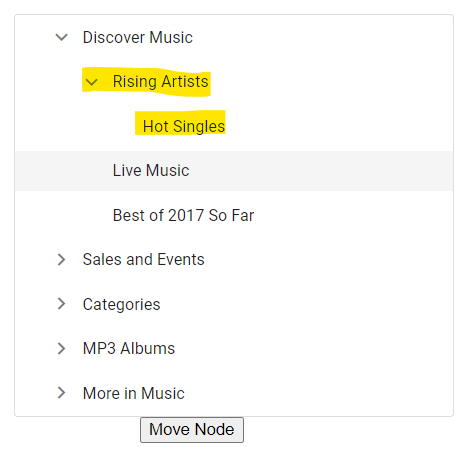 Discover Music
Rising Artists
Hot Singles
Live Music
Best of 2017 So Far
Sales and Events
Categories
MP3 Albums
More in Music
Move Node